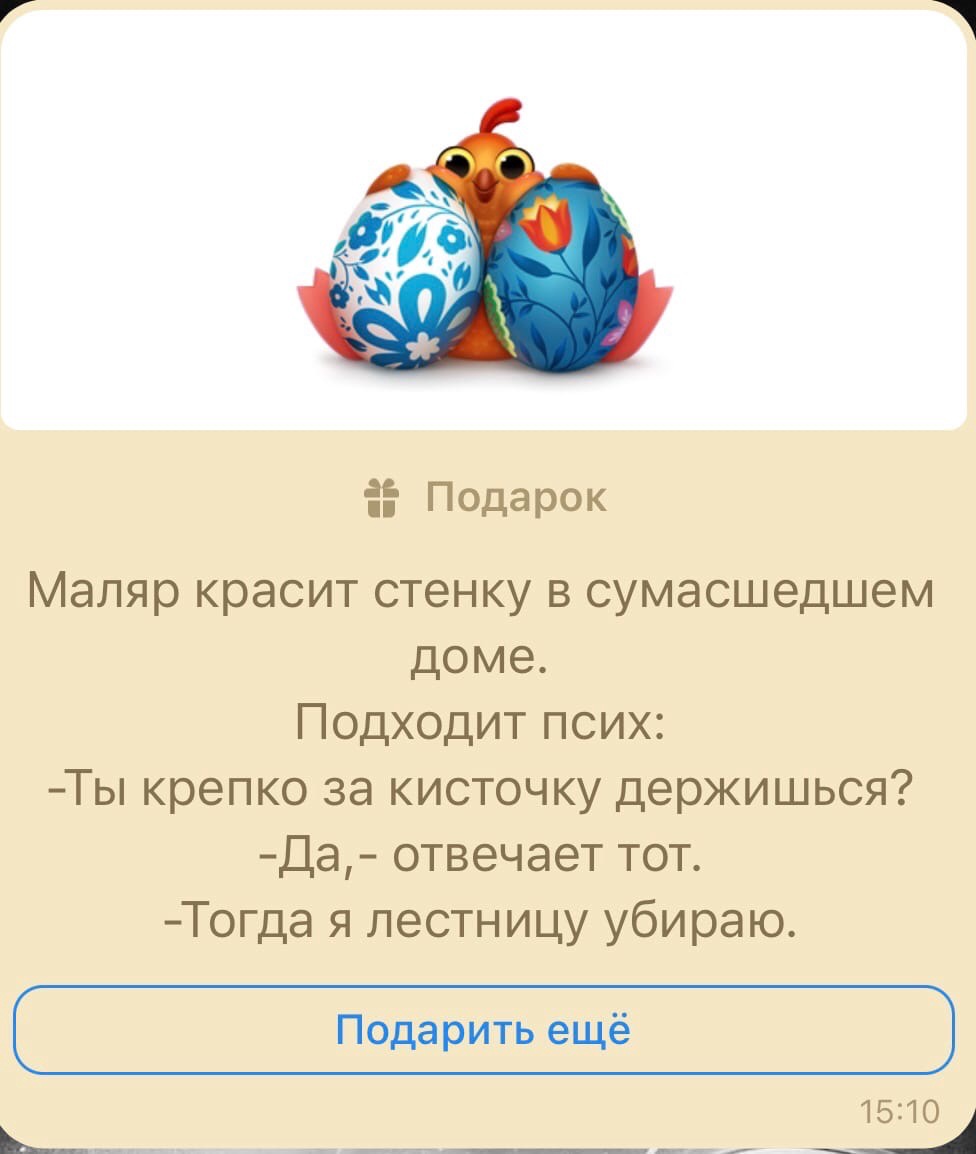 Подарок
Маляр красит стенку в сумасшедшем
доме.
Подходит псих:
-Ты крепко за кисточку держишься?
-Да,- отвечает тот.
-Тогда я лестницу убираю.
Подарить ещё
15:10